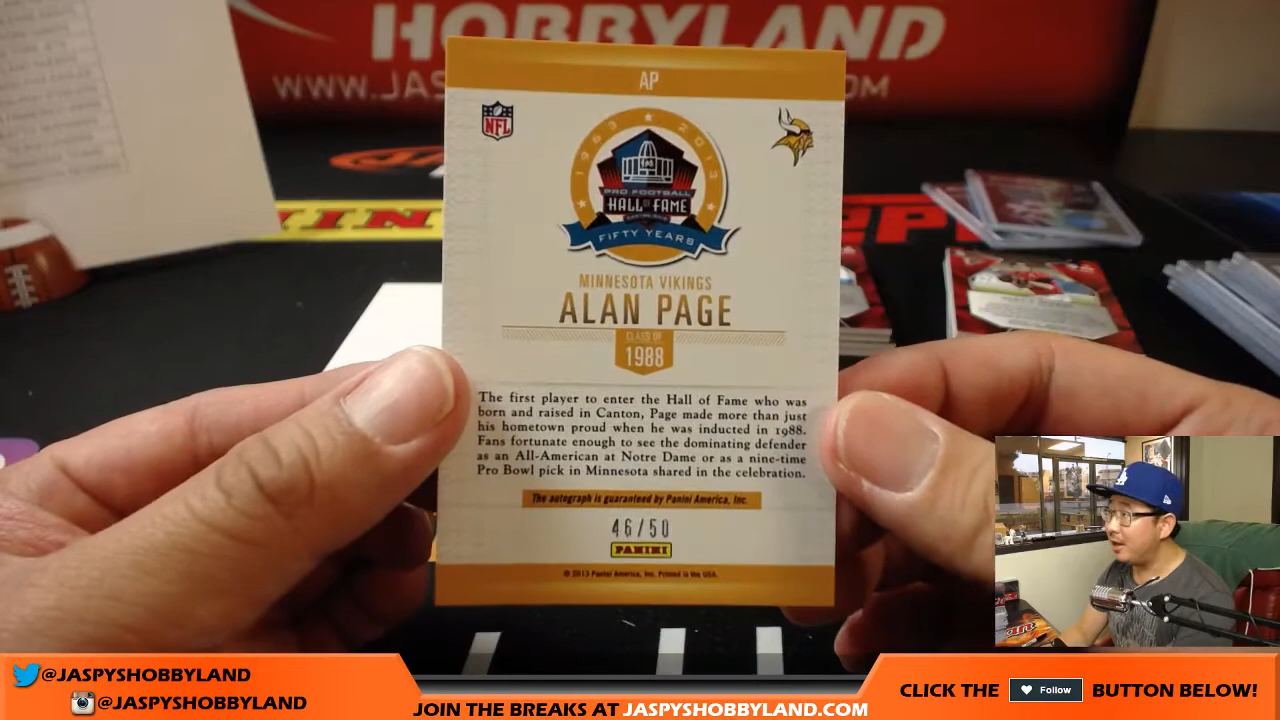 HOBBYLAND
WWW.JAS
OM
AP
NFL
1963 ★ 2013
PRO FOOTBALL
HALL OF FAME
FIFTY YEARS
MINNESOTA VIKINGS
ALAN PAGE
CLASS OF
1988
The first player to enter the Hall of Fame who was
born and raised in Canton, Page made more than just
his hometown proud when he was inducted in 1988.
Fans fortunate enough to see the dominating defender
as an All-American at Notre Dame or as a nine-time
Pro Bowl pick in Minnesota shared in the celebration.
The autograph is guaranteed by Panini America, Inc.
46/50
PANINI
© 2013 Panini America, Inc. Printed in the USA.
LA
@JASPYSHOBBYLAND
@JASPYSHOBBYLAND
JOIN THE BREAKS AT JASPYSHOBBYLAND.COM
CLICK THE Follow BUTTON BELOW!